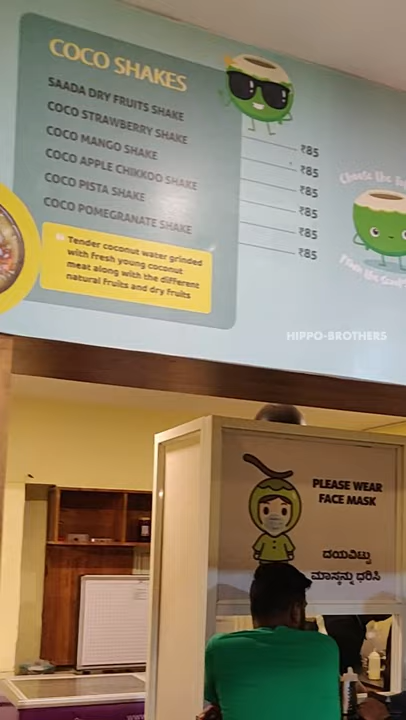 COCO SHAKES
SAADA DRY FRUITS SHAKE ₹85
COCO STRAWBERRY SHAKE ₹85
COCO MANGO SHAKE ₹85
COCO APPLE CHIKKOO SHAKE ₹85
COCO PISTA SHAKE ₹85
COCO POMEGRANATE SHAKE ₹85
Tender coconut water grinded
with fresh young coconut
meat along with the different
natural fruits and dry fruits
HIPPO-BROTHERS
PLEASE WEAR
FACE MASK
ದಯವಿಟ್ಟು
ಮಾಸ್ಕನ್ನು ಧರಿಸಿ